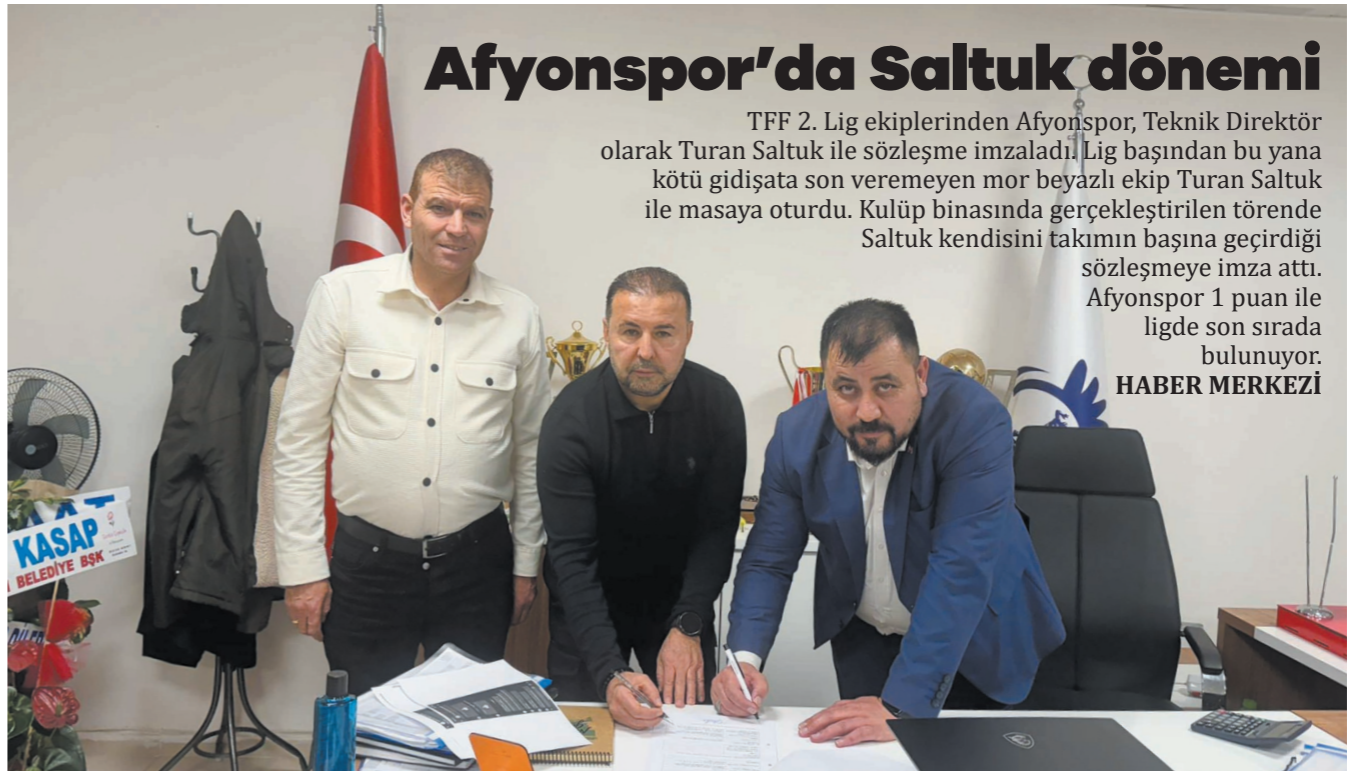 Afyonspor’da Saltuk dönemi
TFF 2. Lig ekiplerinden Afyonspor, Teknik Direktör
olarak Turan Saltuk ile sözleşme imzaladı. Lig başından bu yana
kötü gidişata son veremeyen mor beyazlı ekip Turan Saltuk
ile masaya oturdu. Kulüp binasında gerçekleştirilen törende
Saltuk kendisini takımın başına geçirdiği
sözleşmeye imza attı.
Afyonspor 1 puan ile
ligde son sırada
bulunuyor.
HABER MERKEZİ
KASAP
BELEDİYE BŞK